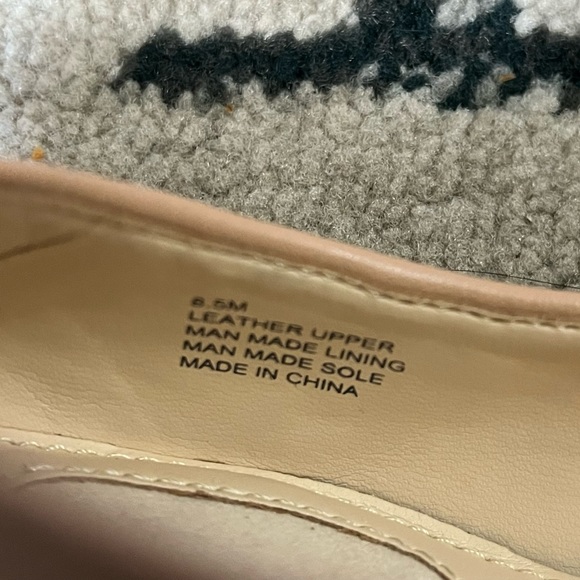 8.5M
LEATHER UPPER
MAN MADE LINING
MAN MADE SOLE
MADE IN CHINA